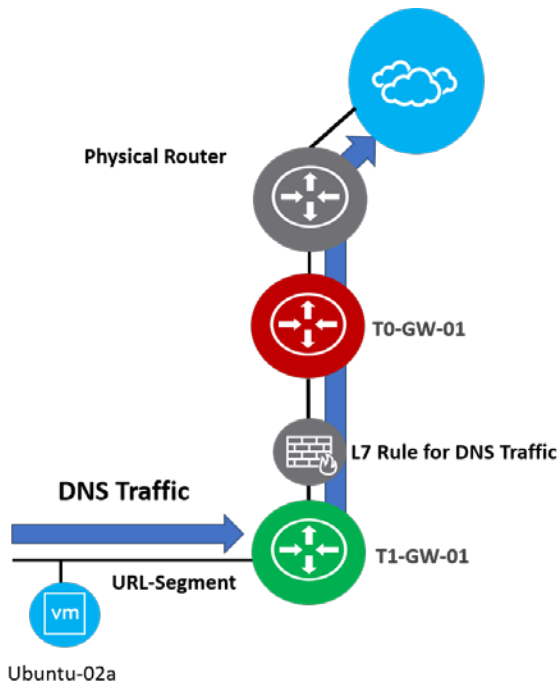 Physical Router
T0-GW-01
L7 Rule for DNS Traffic
DNS Traffic
T1-GW-01
URL-Segment
vm
Ubuntu-02a